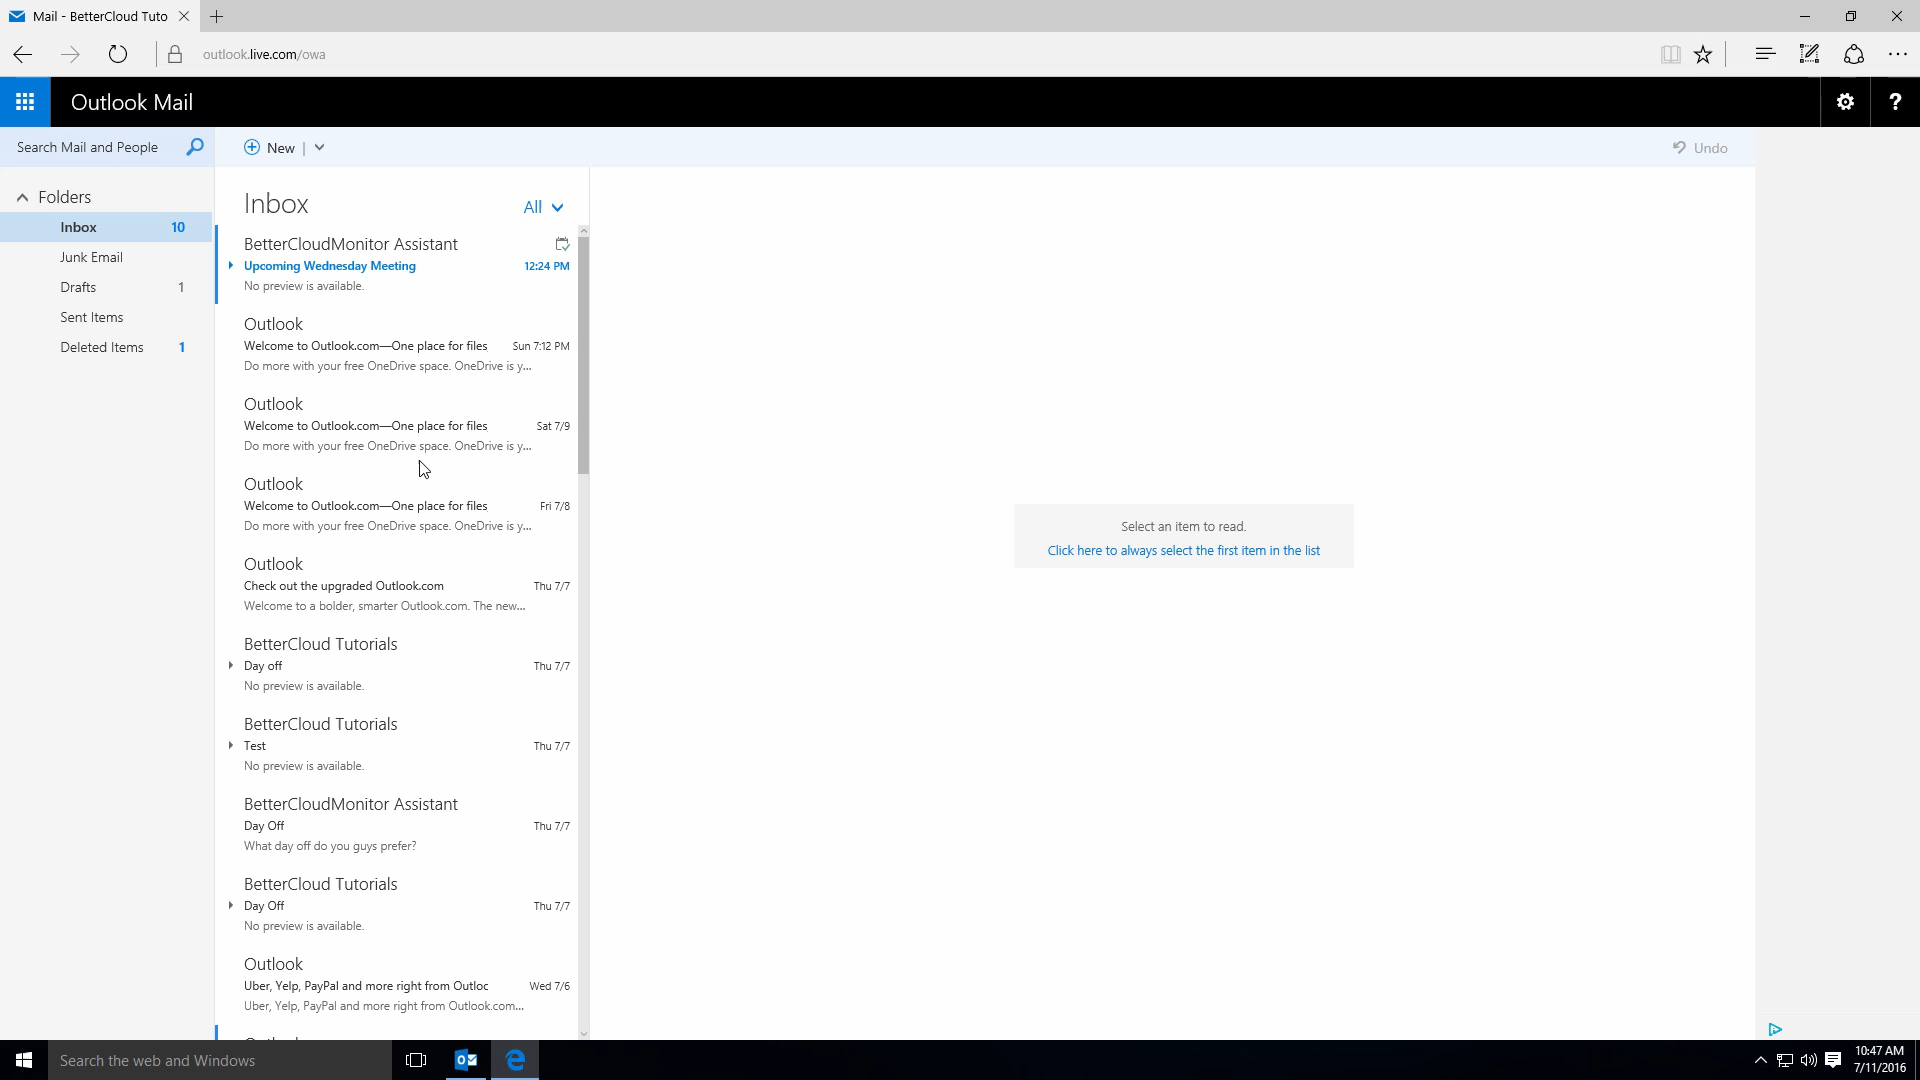 Mail - BetterCloud Tuto
outlook.live.com/owa
Outlook Mail
?
Search Mail and People
New
Undo
Folders
Inbox 10
Junk Email
Drafts 1
Sent Items
Deleted Items 1
Inbox
All
BetterCloudMonitor Assistant
Upcoming Wednesday Meeting 12:24 PM
No preview is available.
Outlook
Welcome to Outlook.com—One place for files Sun 7:12 PM
Do more with your free OneDrive space. OneDrive is y...
Outlook
Welcome to Outlook.com—One place for files Sat 7/9
Do more with your free OneDrive space. OneDrive is y...
Outlook
Welcome to Outlook.com—One place for files Fri 7/8
Do more with your free OneDrive space. OneDrive is y...
Outlook
Check out the upgraded Outlook.com Thu 7/7
Welcome to a bolder, smarter Outlook.com. The new...
BetterCloud Tutorials
Day off Thu 7/7
No preview is available.
BetterCloud Tutorials
Test Thu 7/7
No preview is available.
BetterCloudMonitor Assistant
Day Off Thu 7/7
What day off do you guys prefer?
BetterCloud Tutorials
Day Off Thu 7/7
No preview is available.
Outlook
Uber, Yelp, PayPal and more right from Outloc Wed 7/6
Uber, Yelp, PayPal and more right from Outlook.com...
Select an item to read.
Click here to always select the first item in the list
Search the web and Windows
10:47 AM
7/11/2016